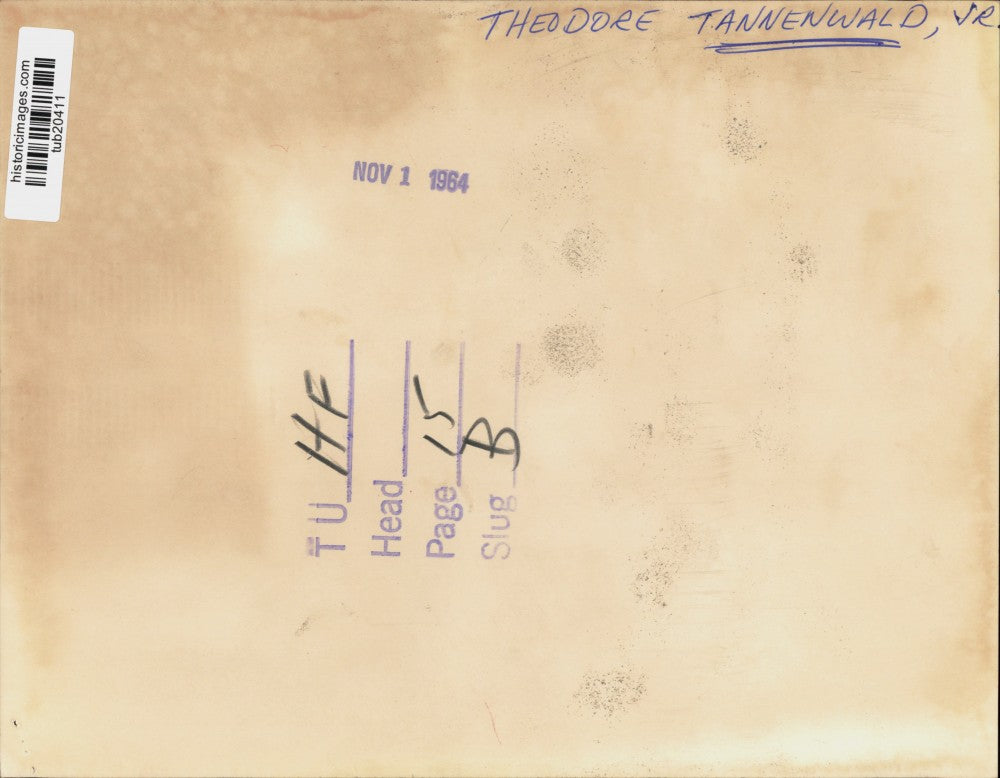 THEODORE TANNENWALD, JR.
historicimages.com
tub20411
NOV 1 1964
TU HF
Head
Page 15
Slug B